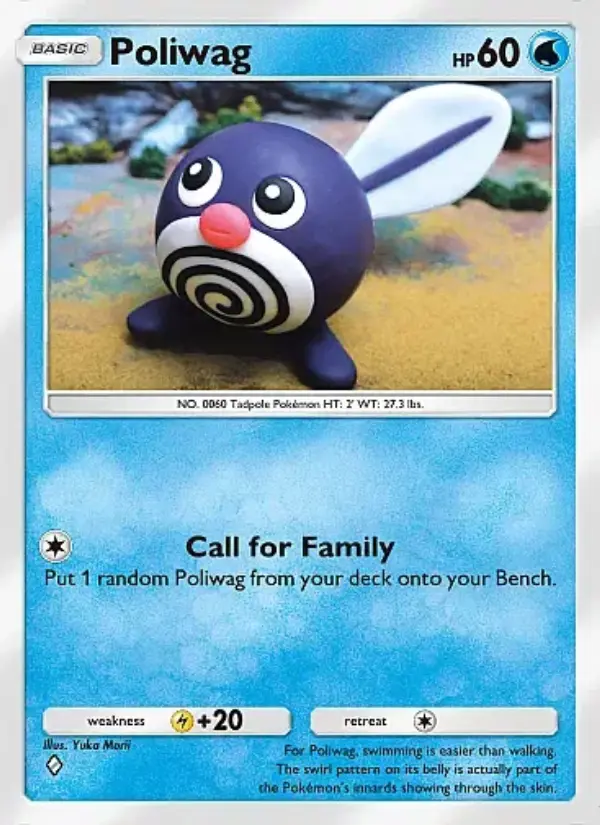 BASIC
Poliwag
HP 60
NO. 0060 Tadpole Pokémon HT: 2' WT: 27.3 lbs.
Call for Family
Put 1 random Poliwag from your deck onto your Bench.
weakness +20
retreat
Illus. Yuka Morii
For Poliwag, swimming is easier than walking.
The swirl pattern on its belly is actually part of
the Pokémon's innards showing through the skin.